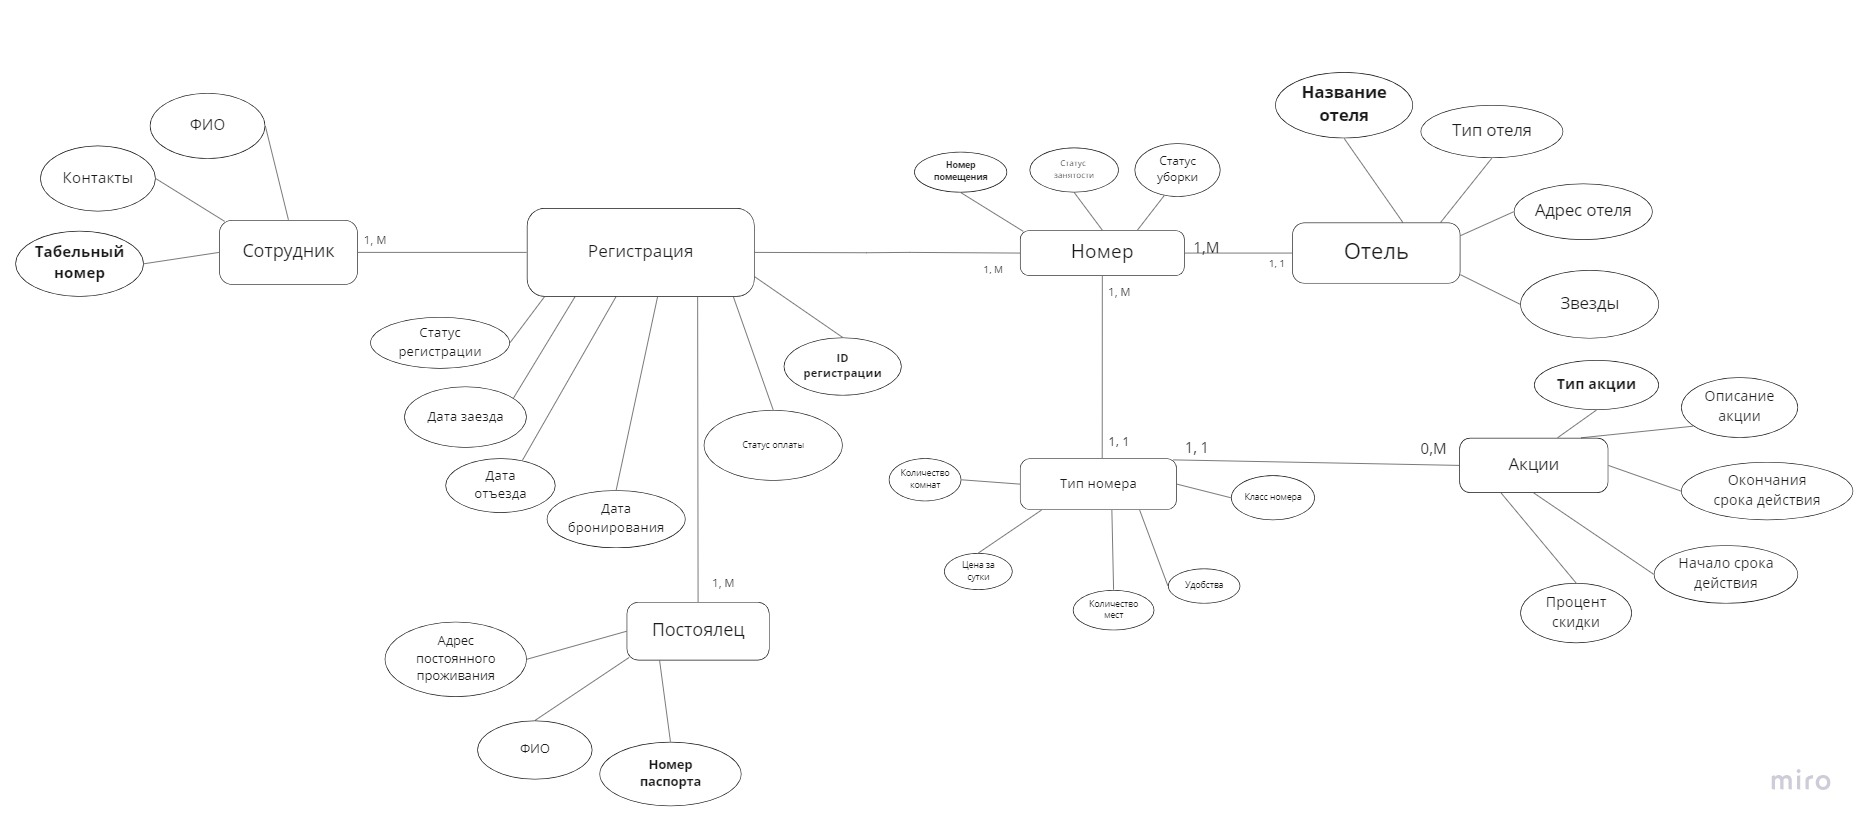 ФИО
Контакты
Табельный
номер
Сотрудник
1, М
Регистрация
Статус
регистрации
Дата заезда
Дата
отъезда
Дата
бронирования
Статус оплаты
ID
регистрации
1, М
Постоялец
Адрес
постоянного
проживания
ФИО
Номер
паспорта
Номер
помещения
Статус
занятости
Статус
уборки
1, М
Номер
1,М
1, 1
1, М
Отель
Название
отеля
Тип отеля
Адрес отеля
Звезды
1, 1
1, 1
0,М
Тип номера
Количество
комнат
Цена за
сутки
Количество
мест
Удобства
Класс номера
Акции
Тип акции
Описание
акции
Окончания
срока действия
Начало срока
действия
Процент
скидки
miro